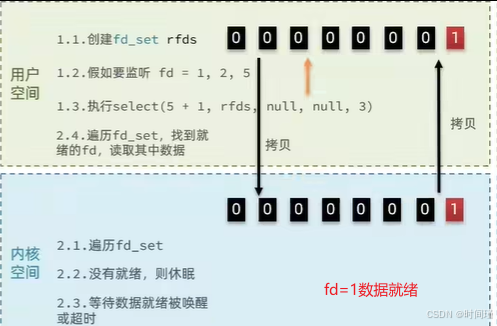 1.1.创建fd_set rfds
0 0 0 0 0 0 0 1
用户
空间
1.2.假如要监听 fd = 1, 2, 5
1.3.执行select(5 + 1, rfds, null, null, 3)
2.4.遍历fd_set,找到就
绪的fd,读取其中数据
拷贝
拷贝
0 0 0 0 0 0 0 1
内核
空间
2.1.遍历fd_set
2.2.没有就绪,则休眠
2.3.等待数据就绪被唤醒
或超时
fd=1数据就绪